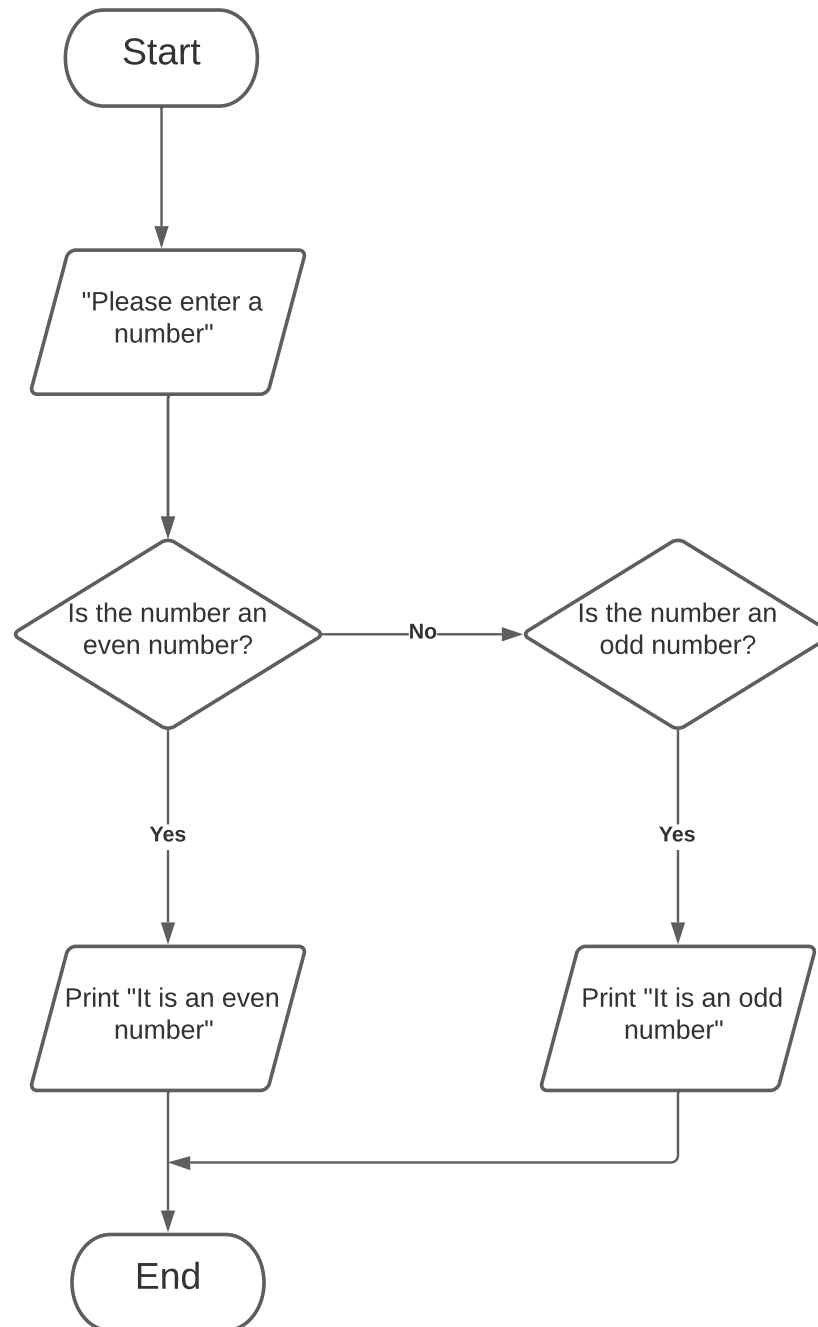 Start
"Please enter a
number"
Is the number an
even number?
No
Is the number an
odd number?
Yes
Yes
Print "It is an even
number"
Print "It is an odd
number"
End